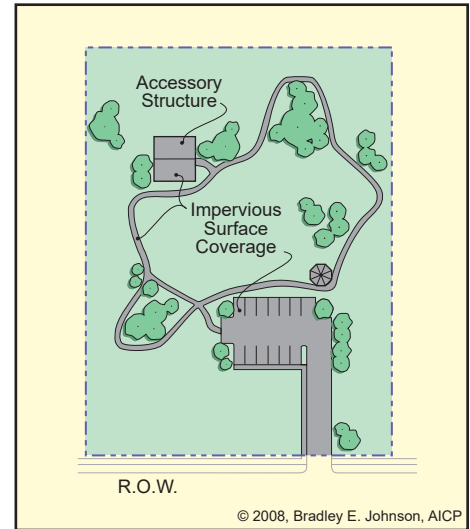 Accessory
Structure
Impervious
Surface
Coverage
R.O.W.
© 2008, Bradley E. Johnson, AICP